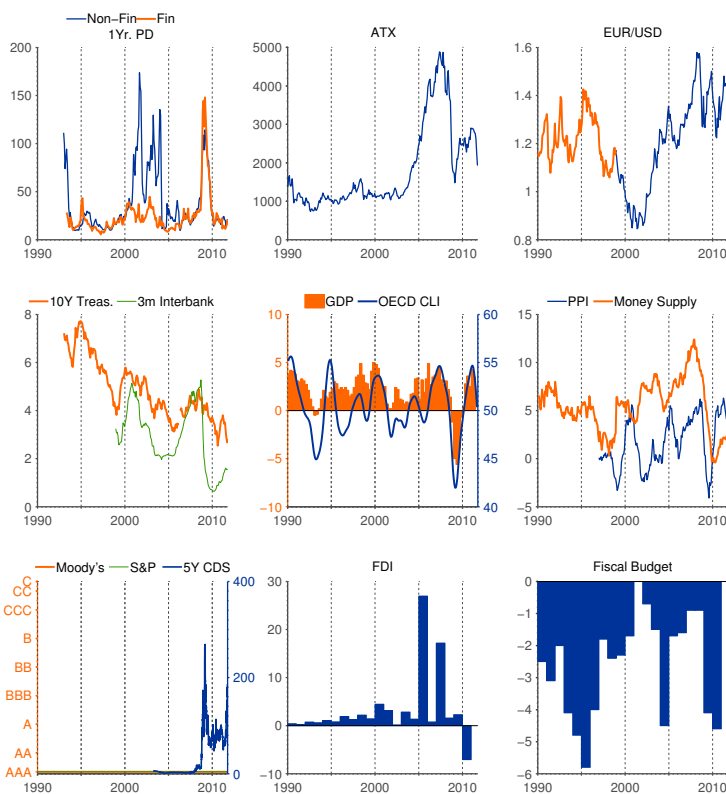 Non−Fin Fin
1Yr. PD
200
150
100
50
0
1990 2000 2010
ATX
5000
4000
3000
2000
1000
0
1990 2000 2010
EUR/USD
1.6
1.4
1.2
1
0.8
1990 2000 2010
10Y Treas. 3m Interbank
8
6
4
2
0
1990 2000 2010
GDP OECD CLI
10 60
5 55
0 50
−5 45
−10 40
1990 2000 2010
PPI Money Supply
15
10
5
0
−5
1990 2000 2010
Moody's S&P 5Y CDS
C 400
CC
CCC
B
200
BB
BBB
A
AA
AAA 0
1990 2000 2010
FDI
30
20
10
0
−10
1990 2000 2010
Fiscal Budget
0
−1
−2
−3
−4
−5
−6
1990 2000 2010